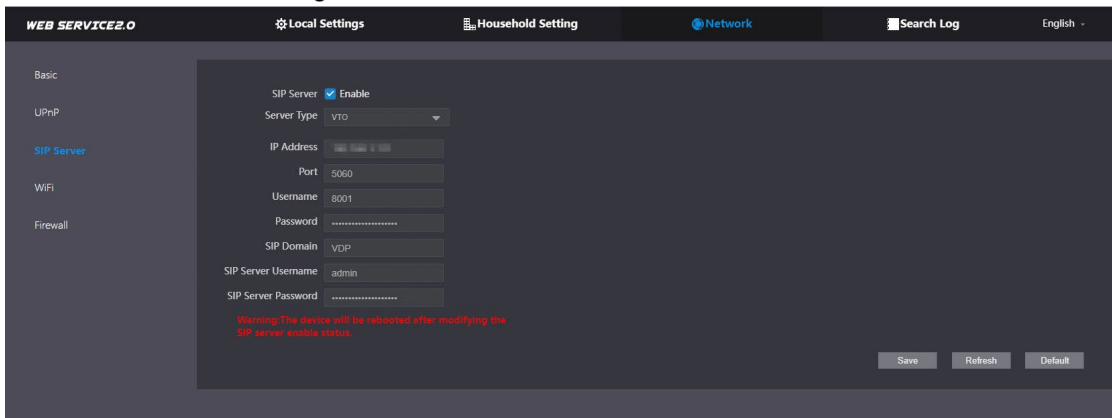 WEB SERVICE2.0 Local Settings Household Setting Network Search Log English
Basic
UPnP
SIP Server
WiFi
Firewall
SIP Server Enable
Server Type VTO
IP Address
Port 5060
Username 8001
Password ••••••••••••••••••••
SIP Domain VDP
SIP Server Username admin
SIP Server Password ••••••••••••••••••••
Warning:The device will be rebooted after modifying the
SIP server enable status.
Save Refresh Default